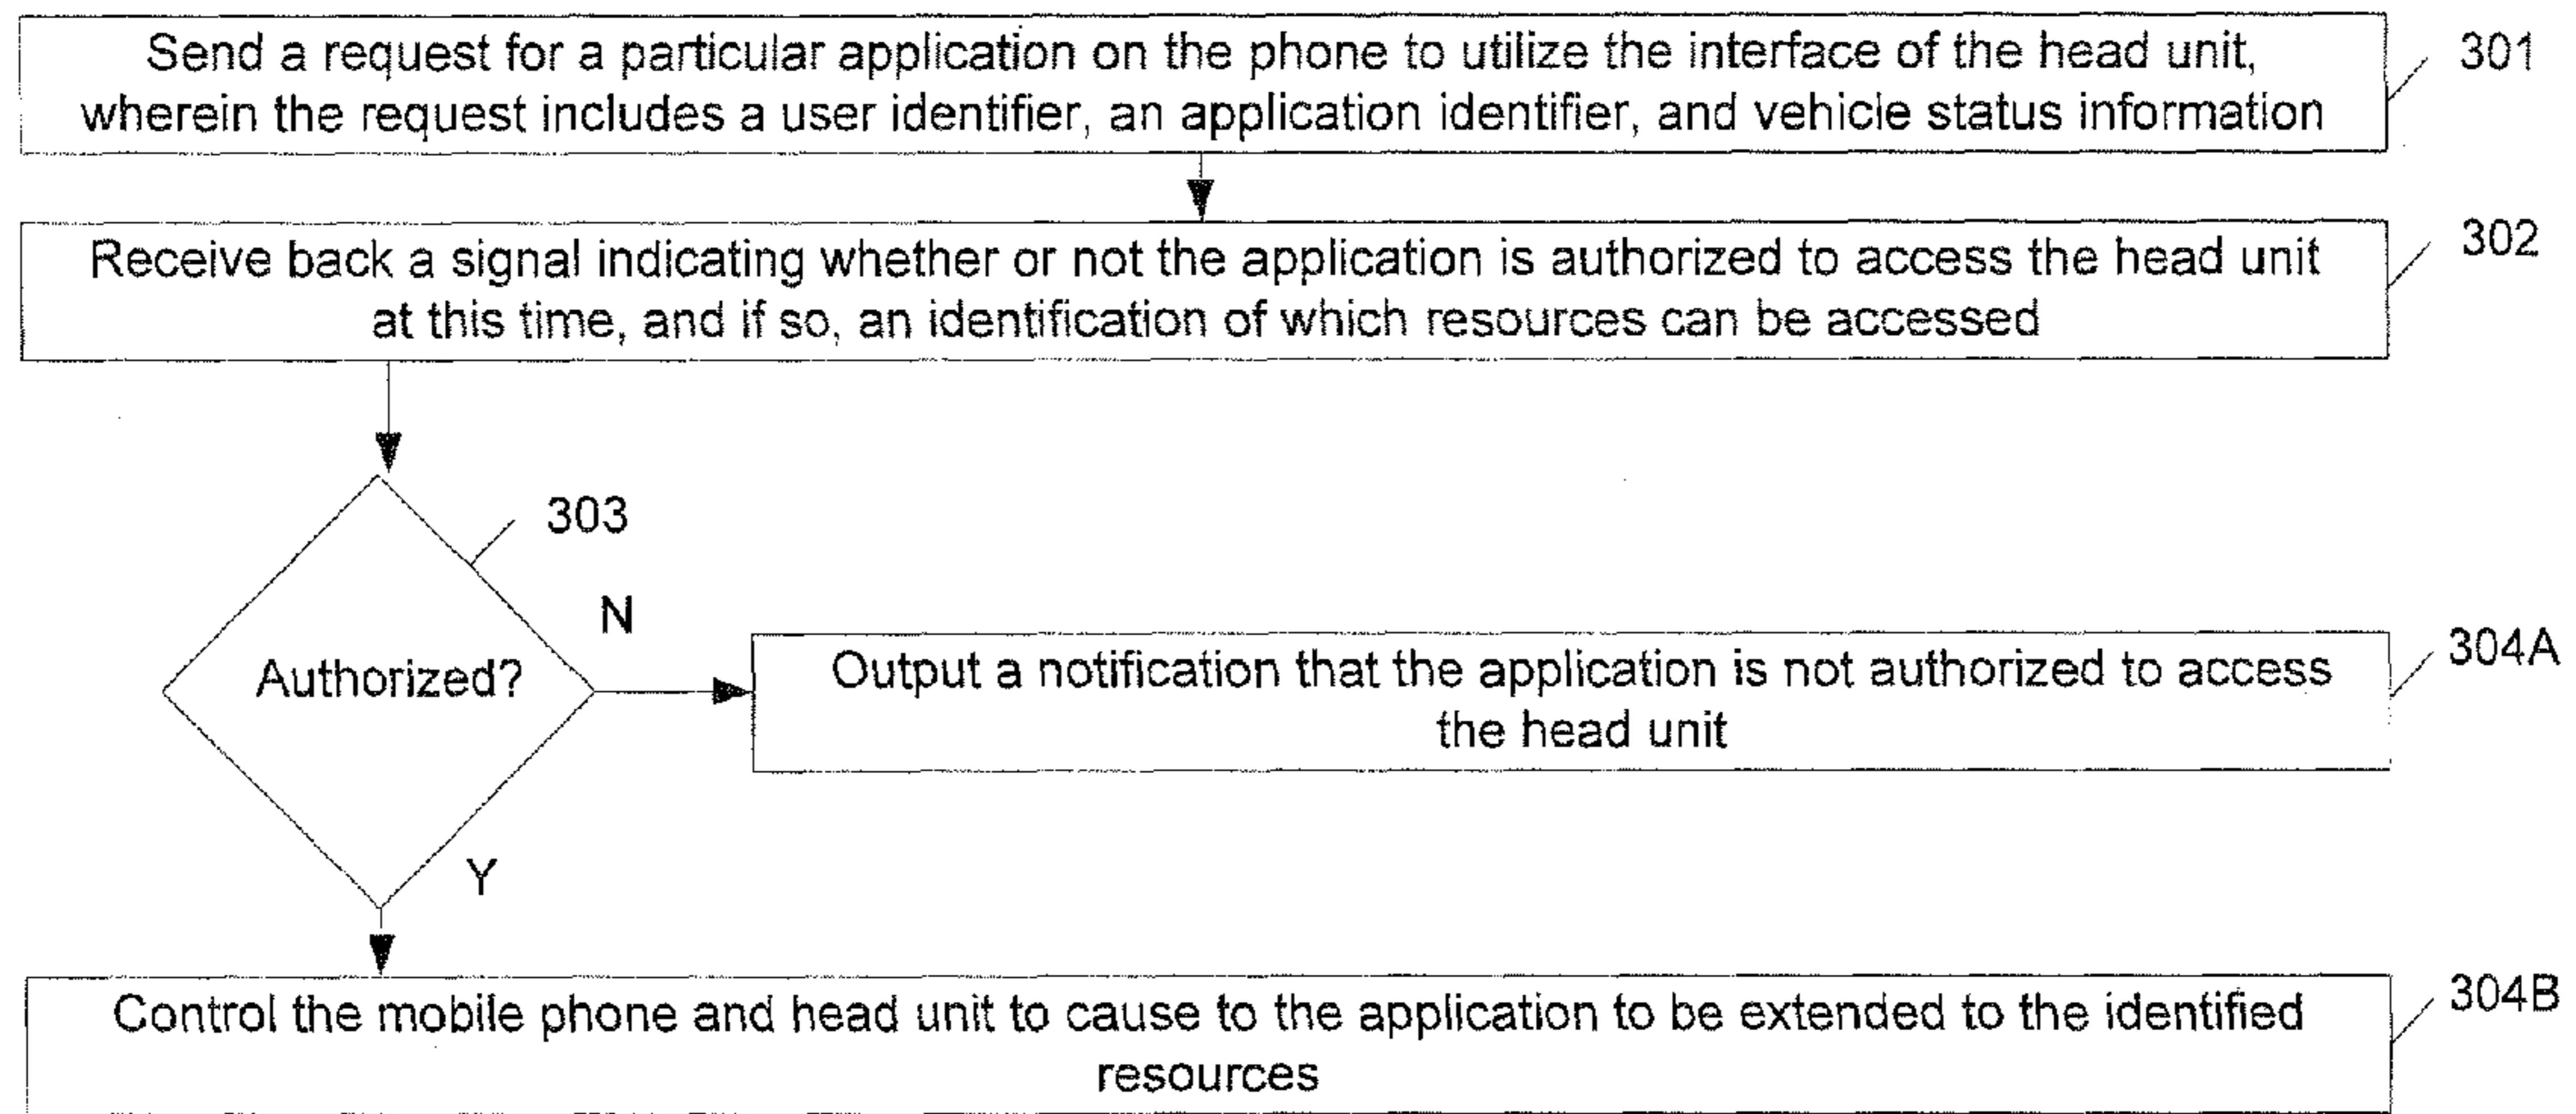 Send a request for a particular application on the phone to utilize the interface of the head unit,
wherein the request includes a user identifier, an application identifier, and vehicle status information
301
Receive back a signal indicating whether or not the application is authorized to access the head unit
at this time, and if so, an identification of which resources can be accessed
302
303
Authorized?
N
Output a notification that the application is not authorized to access
the head unit
304A
Y
Control the mobile phone and head unit to cause to the application to be extended to the identified
resources
304B